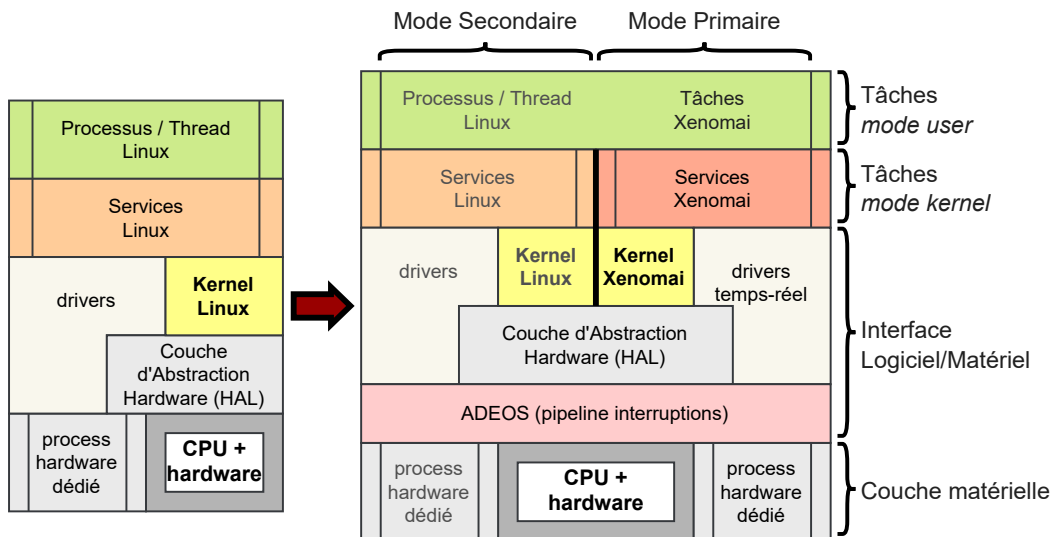 Mode Secondaire
Mode Primaire
Processus / Thread
Linux
Services
Linux
drivers
Kernel
Linux
Couche
d'Abstraction
Hardware (HAL)
process
hardware
dédié
CPU +
hardware
Processus / Thread
Linux
Tâches
Xenomai
Services
Linux
Services
Xenomai
drivers
Kernel
Linux
Kernel
Xenomai
drivers
temps-réel
Couche d'Abstraction
Hardware (HAL)
ADEOS (pipeline interruptions)
process
hardware
dédié
CPU +
hardware
process
hardware
dédié
Tâches
mode user
Tâches
mode kernel
Interface
Logiciel/Matériel
Couche matérielle